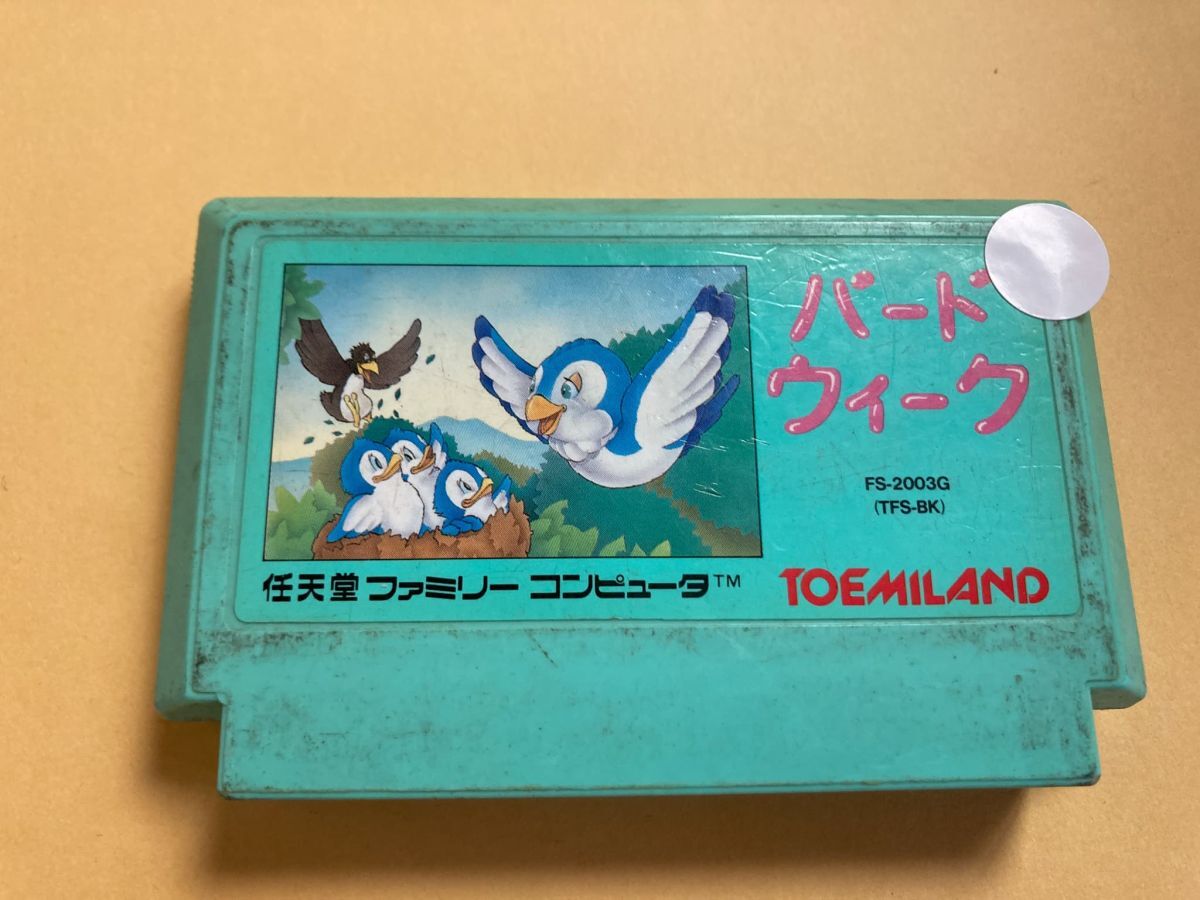 バード
ウィーク
FS-2003G
(TFS-BK)
任天堂 ファミリー コンピュータ™
TOEMILAND